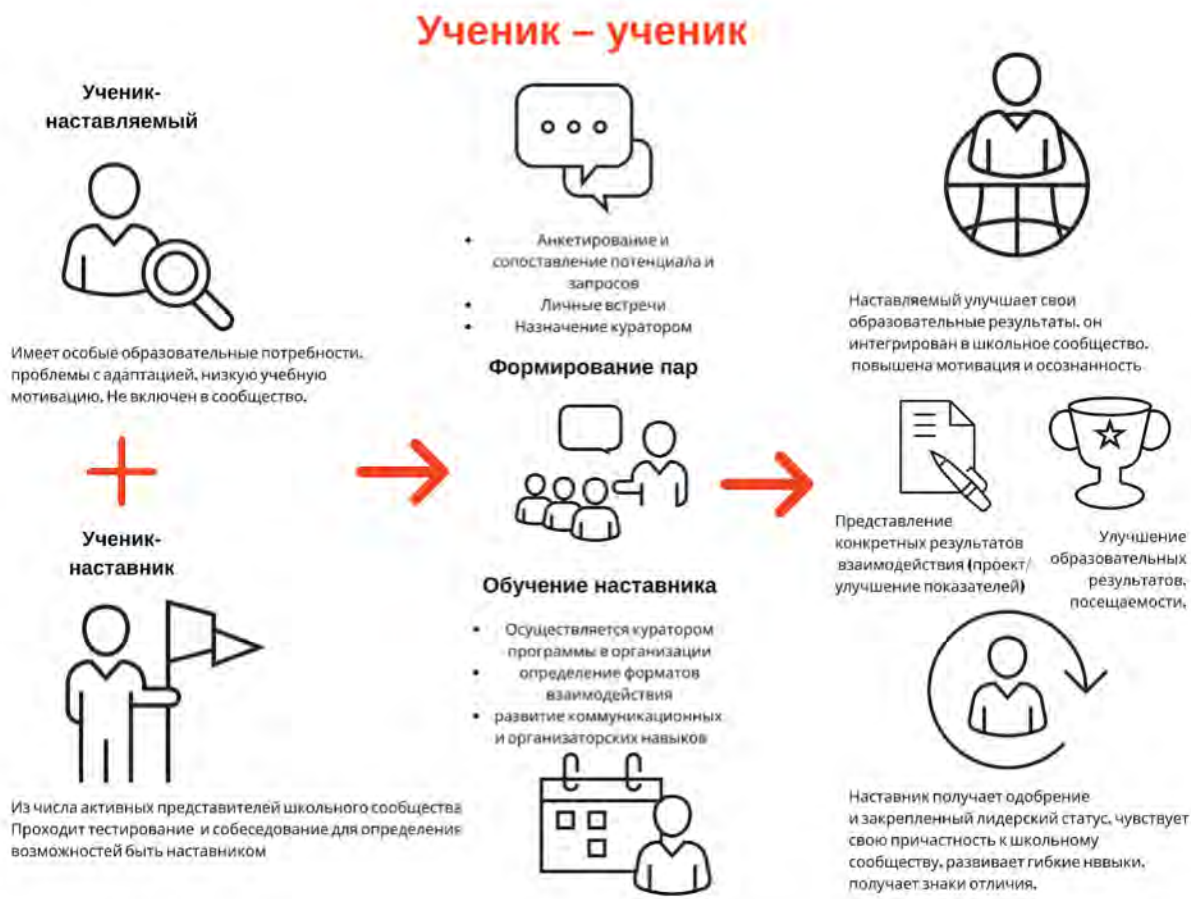 Ученик – ученик
Ученик-
наставляемый
Имеет особые образовательные потребности,
проблемы с адаптацией, низкую учебную
мотивацию. Не включен в сообщество.
Ученик-
наставник
Из числа активных представителей школьного сообщества
Проходит тестирование и собеседование для определения
возможностей быть наставником
• Анкетирование и
сопоставление потенциала и
запросов
• Личные встречи
• Назначение куратором
Формирование пар
Обучение наставника
• Осуществляется куратором
программы в организации
• определение форматов
взаимодействия
• развитие коммуникационных
и организаторских навыков
Наставляемый улучшает свои
образовательные результаты, он
интегрирован в школьное сообщество,
повышена мотивация и осознанность
Представление
конкретных результатов
взаимодействия (проект/
улучшение показателей)
Улучшение
образовательных
результатов,
посещаемости.
Наставник получает одобрение
и закрепленный лидерский статус, чувствует
свою причастность к школьному
сообществу, развивает гибкие нввыки,
получает знаки отличия.